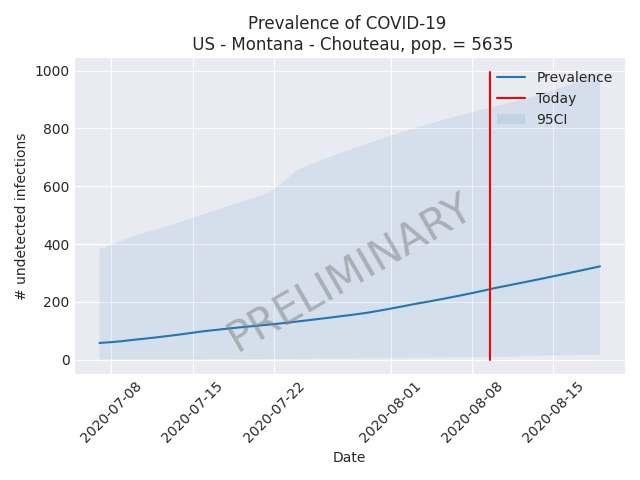 Prevalence of COVID-19
US - Montana - Chouteau, pop. = 5635
# undetected infections
1000
800
600
400
200
0
Prevalence
Today
95CI
PRELIMINARY
2020-07-08
2020-07-15
2020-07-22
2020-08-01
2020-08-08
2020-08-15
Date